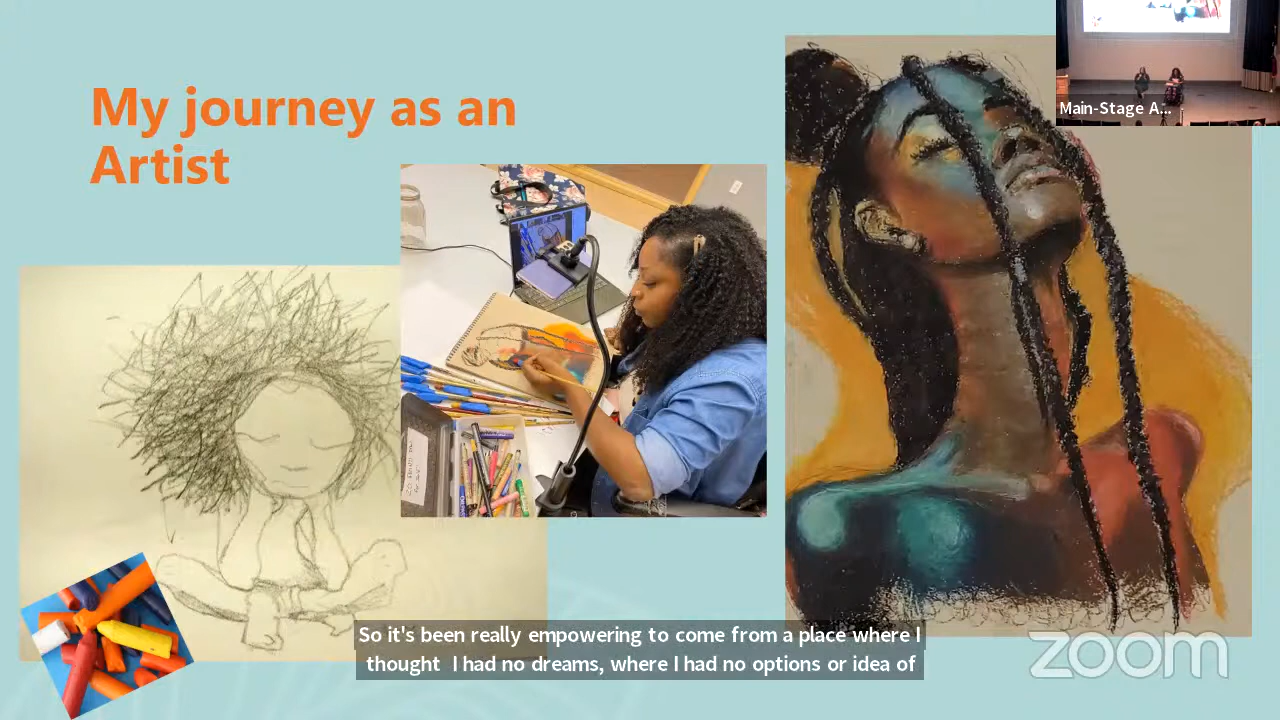 My journey as an
Artist
Main-Stage A...
So it's been really empowering to come from a place where I
thought I had no dreams, where I had no options or idea of
zoom